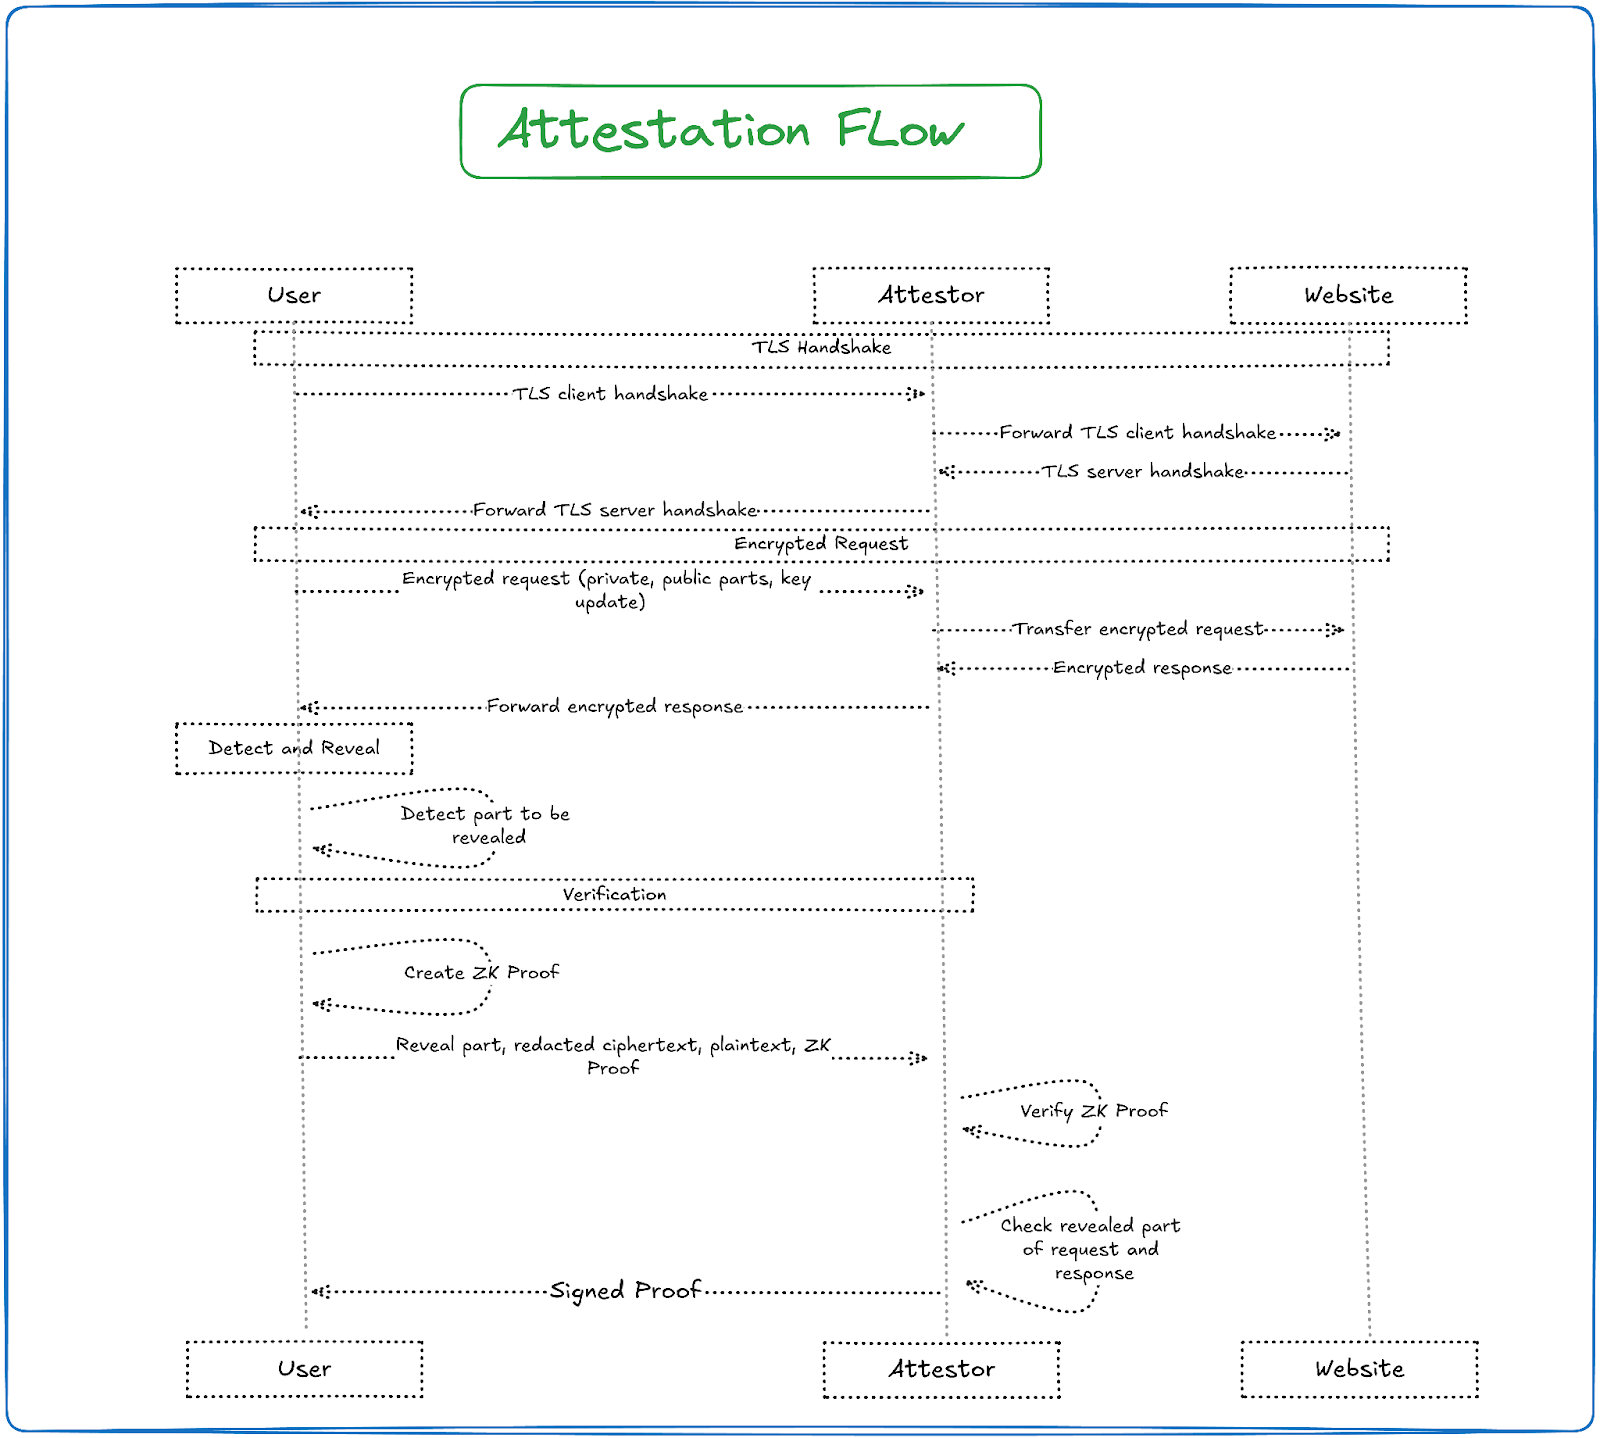 Attestation FLow
User
Attestor
Website
TLS Handshake
TLS client handshake
Forward TLS client handshake
TLS server handshake
Forward TLS server handshake
Encrypted Request
Encrypted request (private, public parts, key
update)
Transfer encrypted request
Encrypted response
Forward encrypted response
Detect and Reveal
Detect part to be
revealed
Verification
Create ZK Proof
Reveal part, redacted ciphertext, plaintext, ZK
Proof
Verify ZK Proof
Check revealed part
of request and
response
Signed Proof
User
Attestor
Website